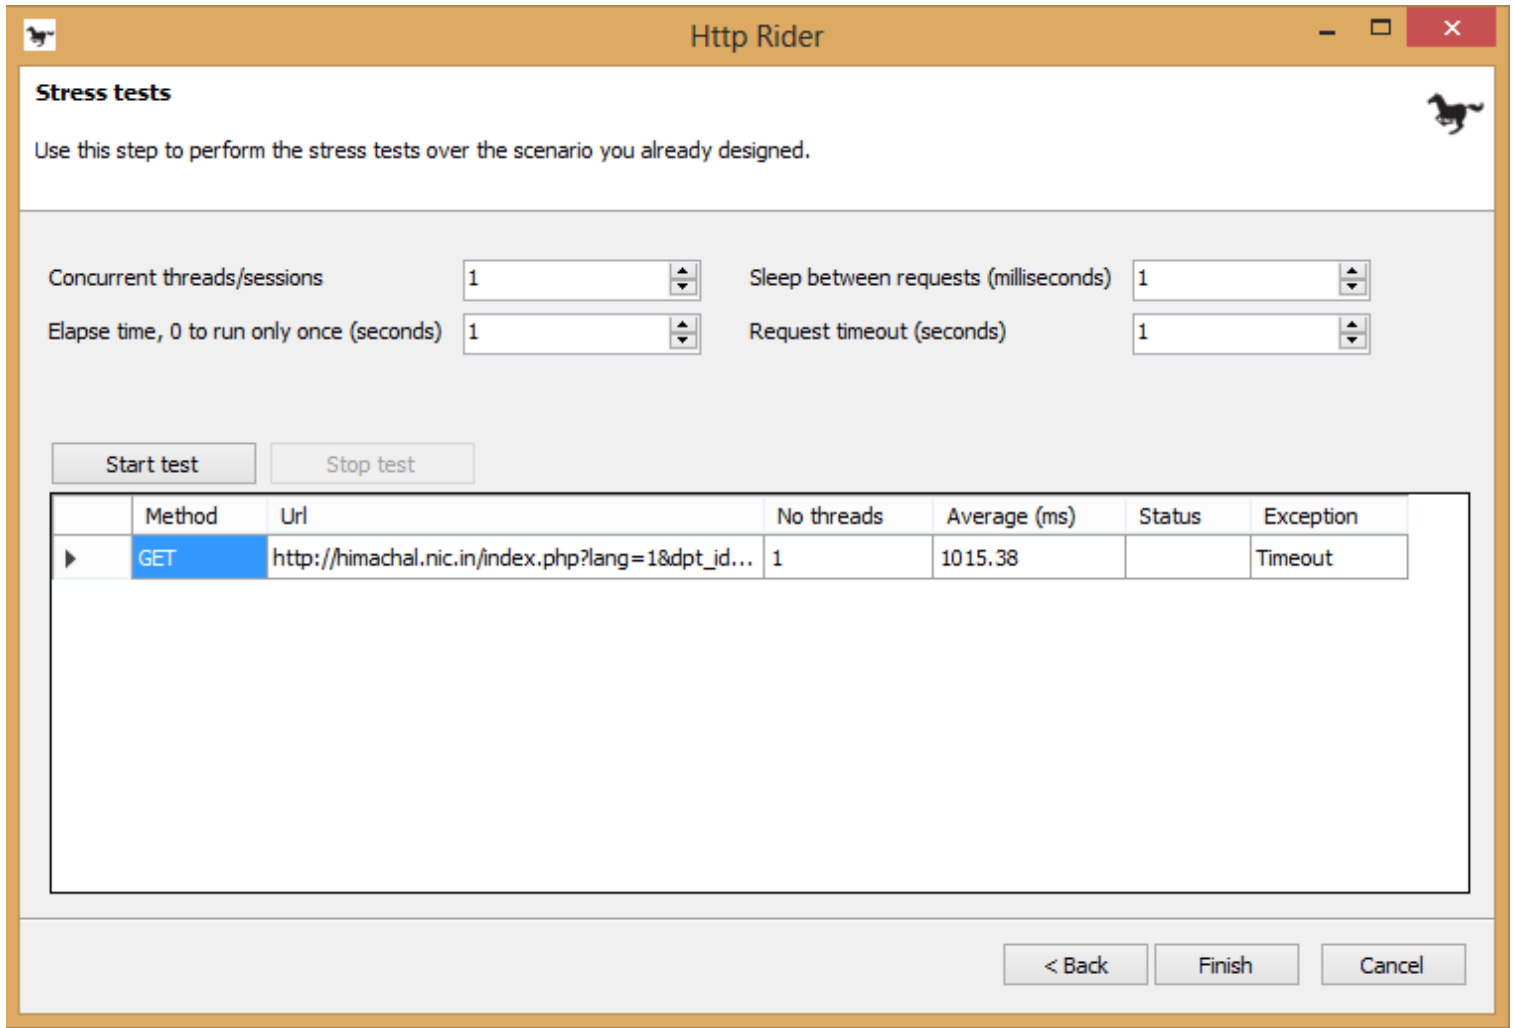 Http Rider
Stress tests
Use this step to perform the stress tests over the scenario you already designed.
Concurrent threads/sessions 1 Sleep between requests (milliseconds) 1
Elapse time, 0 to run only once (seconds) 1 Request timeout (seconds) 1
Start test Stop test
Method Url No threads Average (ms) Status Exception
GET http://himachal.nic.in/index.php?lang=1&dpt_id... 1 1015.38 Timeout
< Back Finish Cancel